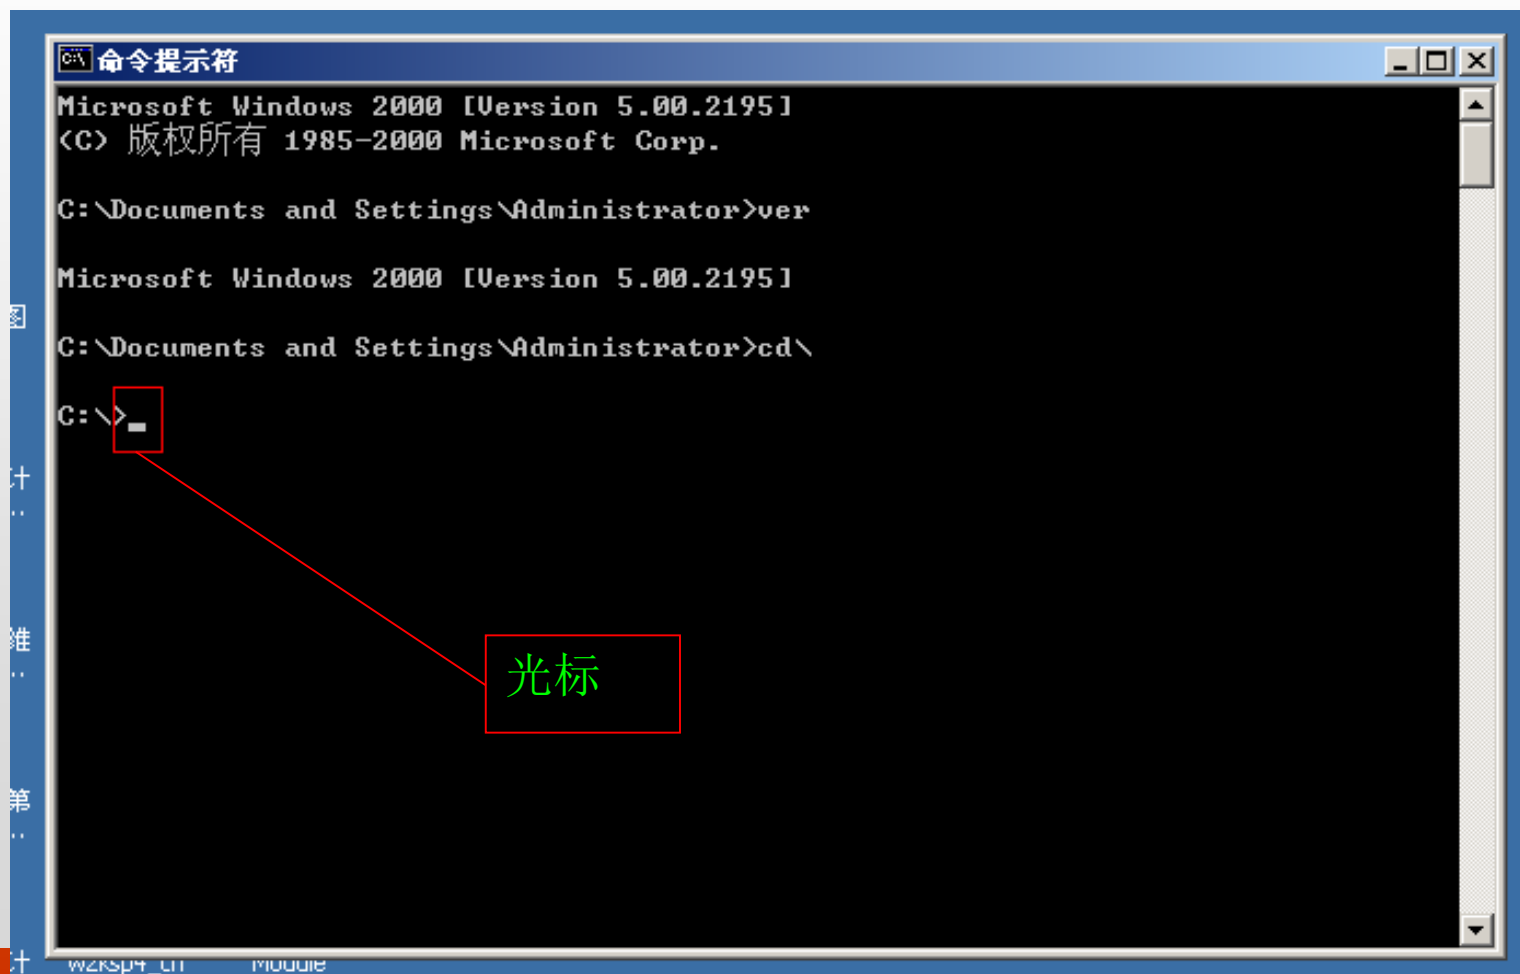 命令提示符
Microsoft Windows 2000 [Version 5.00.2195]
(C) 版权所有 1985-2000 Microsoft Corp.
C:\Documents and Settings\Administrator>ver
Microsoft Windows 2000 [Version 5.00.2195]
C:\Documents and Settings\Administrator>cd\
C:\>_
光标
第
Module